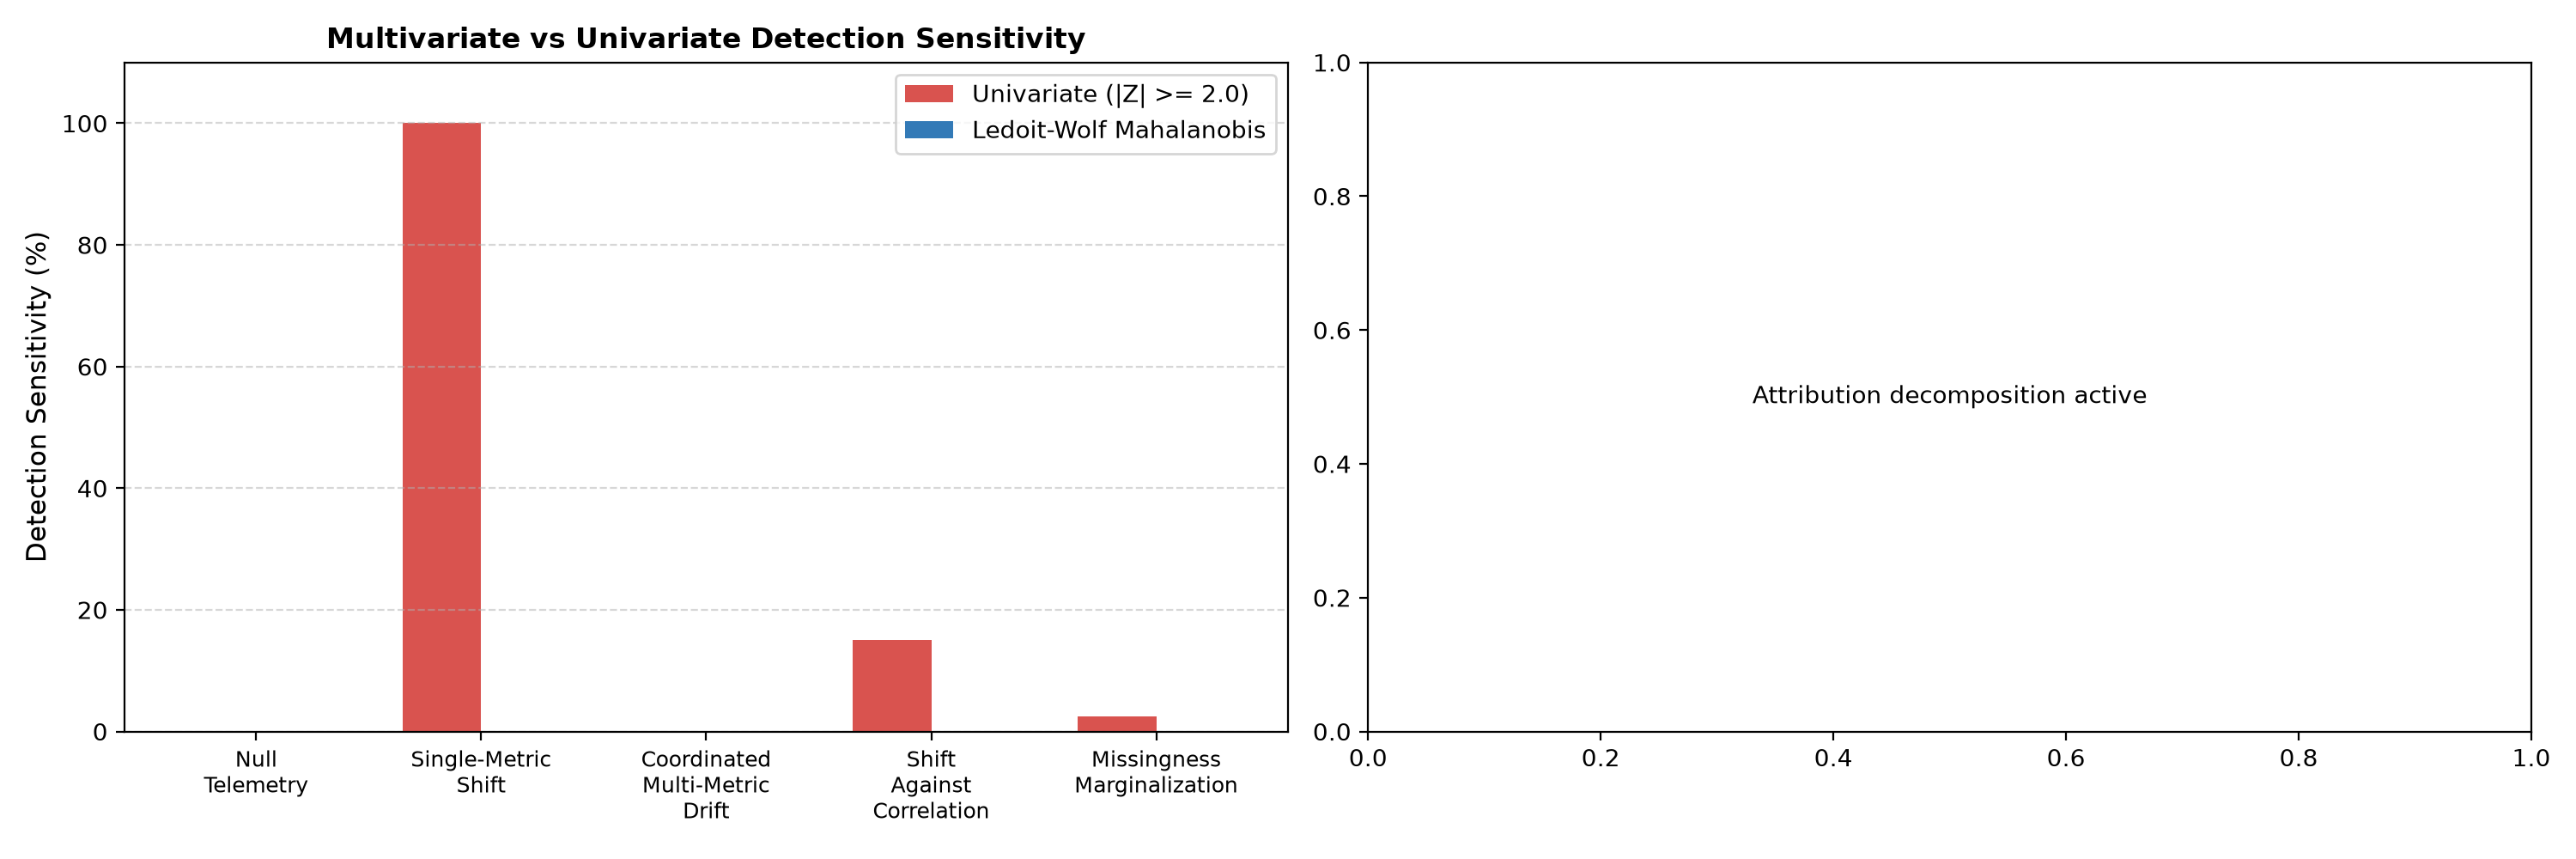 Multivariate vs Univariate Detection Sensitivity
Univariate (|Z| >= 2.0)
Ledoit-Wolf Mahalanobis
Detection Sensitivity (%)
100
80
60
40
20
0
Null
Telemetry
Single-Metric
Shift
Coordinated
Multi-Metric
Drift
Shift
Against
Correlation
Missingness
Marginalization
1.0
0.8
0.6
0.4
0.2
0.0
Attribution decomposition active
0.0 0.2 0.4 0.6 0.8 1.0